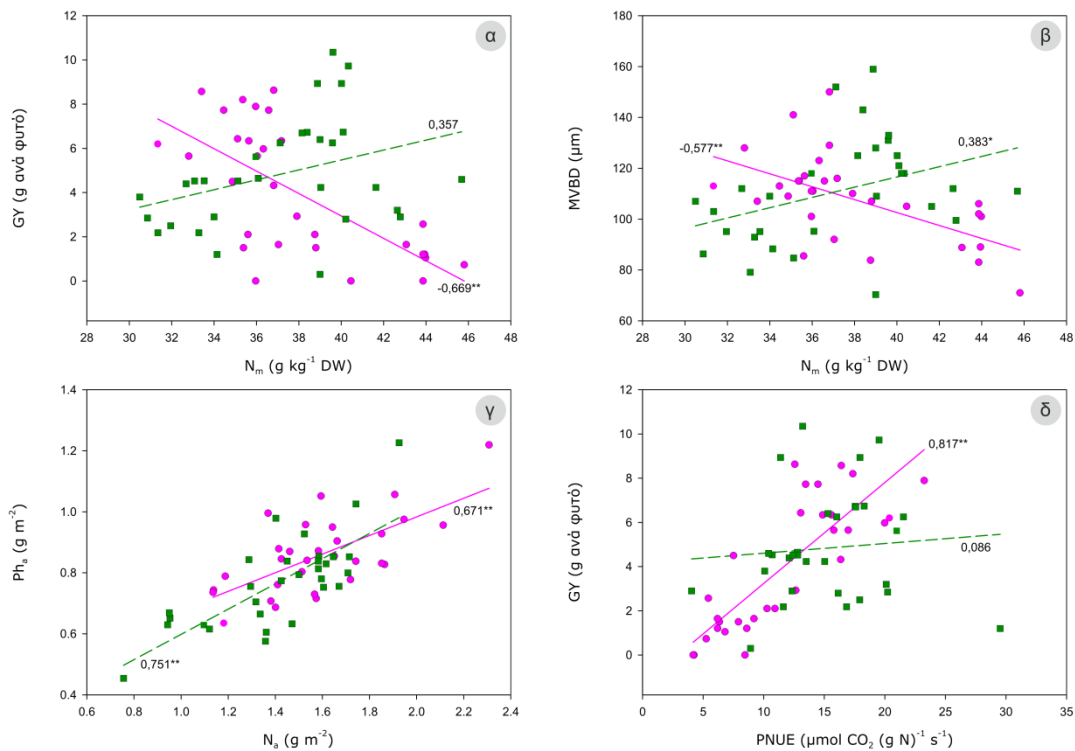 α
12
10
8
6
4
2
0
GY (g ανά φυτό)
0,357
-0,669**
28 30 32 34 36 38 40 42 44 46 48
N_m (g kg⁻¹ DW)
β
180
160
140
120
100
80
60
MVBD (μm)
-0,577**
0,383*
28 30 32 34 36 38 40 42 44 46 48
N_m (g kg⁻¹ DW)
γ
1.4
1.2
1.0
0.8
0.6
0.4
Ph_a (g m⁻²)
0,671**
0,751**
0.6 0.8 1.0 1.2 1.4 1.6 1.8 2.0 2.2 2.4
N_a (g m⁻²)
δ
12
10
8
6
4
2
0
GY (g ανά φυτό)
0,817**
0,086
0 5 10 15 20 25 30 35
PNUE (μmol CO₂ (g N)⁻¹ s⁻¹)